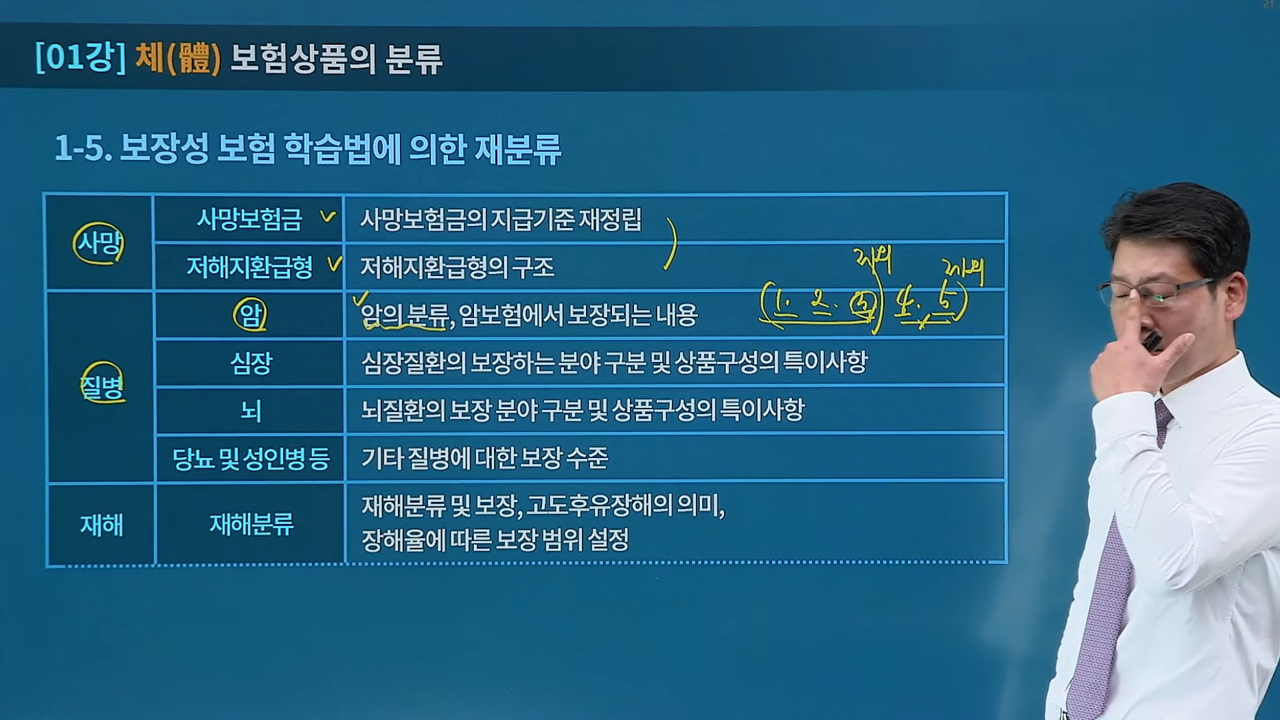 [01강] 체(體) 보험상품의 분류
1-5. 보장성 보험 학습법에 의한 재분류
사망
사망보험금
사망보험금의 지급기준 재정립
저해지환급형
저해지환급형의 구조
질병
암
암의 분류, 암보험에서 보장되는 내용
제외
제외
(1. 2. 3) 4. 5)
심장
심장질환의 보장하는 분야 구분 및 상품구성의 특이사항
뇌
뇌질환의 보장 분야 구분 및 상품구성의 특이사항
당뇨 및 성인병 등
기타 질병에 대한 보장 수준
재해
재해분류
재해분류 및 보장, 고도후유장해의 의미,
장해율에 따른 보장 범위 설정